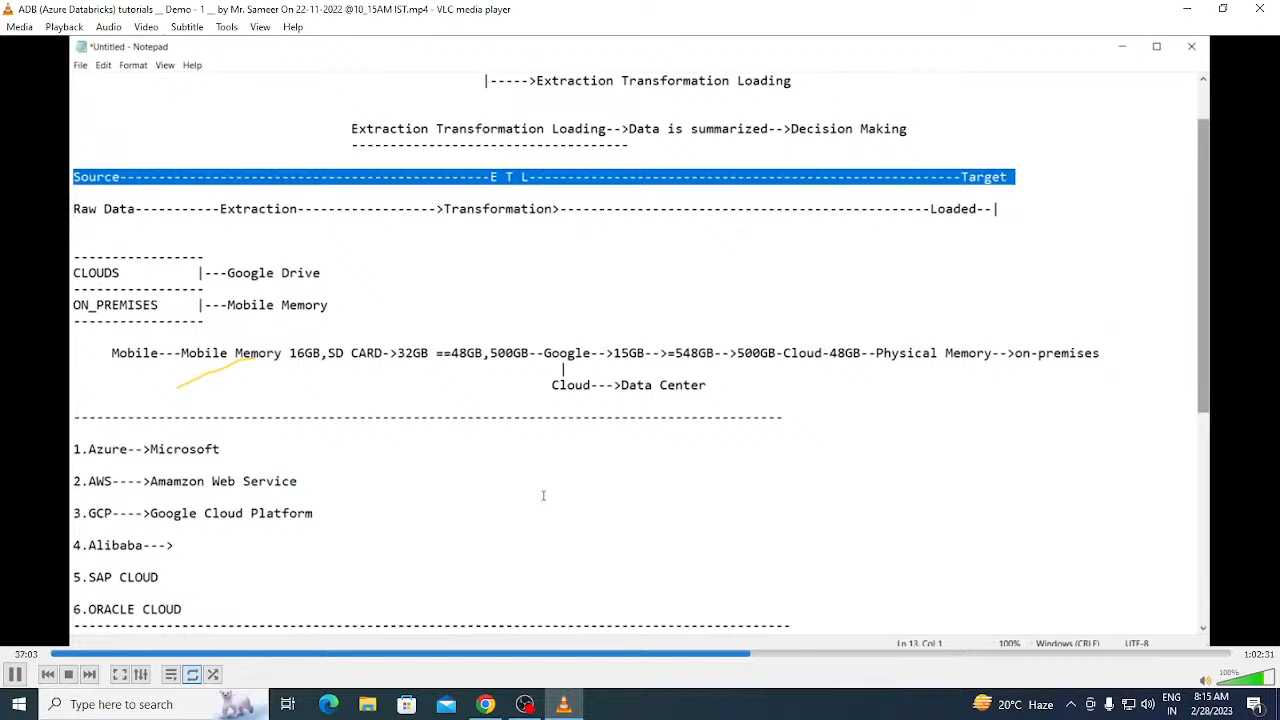 ADB (Azure Databricks) tutorials __ Demo - 1 __ by Mr. Sameer On 22-11-2022 @10_15AM IST.mp4 - VLC media player
Media Playback Audio Video Subtitle Tools View Help
*Untitled - Notepad
File Edit Format View Help
|----->Extraction Transformation Loading
Extraction Transformation Loading-->Data is summarized-->Decision Making
------------------------------------
Source------------------------------------------------E T L--------------------------------------------------------Target
Raw Data-----------Extraction------------------>Transformation>------------------------------------------------Loaded--|
-----------------
CLOUDS |---Google Drive
-----------------
ON_PREMISES |---Mobile Memory
-----------------
Mobile---Mobile Memory 16GB,SD CARD->32GB ==48GB,500GB--Google-->15GB-->=548GB-->500GB-Cloud-48GB--Physical Memory-->on-premises
|
Cloud--->Data Center
--------------------------------------------------------------------------------------------
1.Azure-->Microsoft
2.AWS---->Amamzon Web Service
3.GCP---->Google Cloud Platform
4.Alibaba--->
5.SAP CLOUD
6.ORACLE CLOUD
---------------------------------------------------------------------------------------------
Ln 13, Col 1 100% Windows (CRLF) UTF-8
37:03 1:02:31
100%
Type here to search 20°C Haze ENG 8:15 AM
IN 2/28/2023